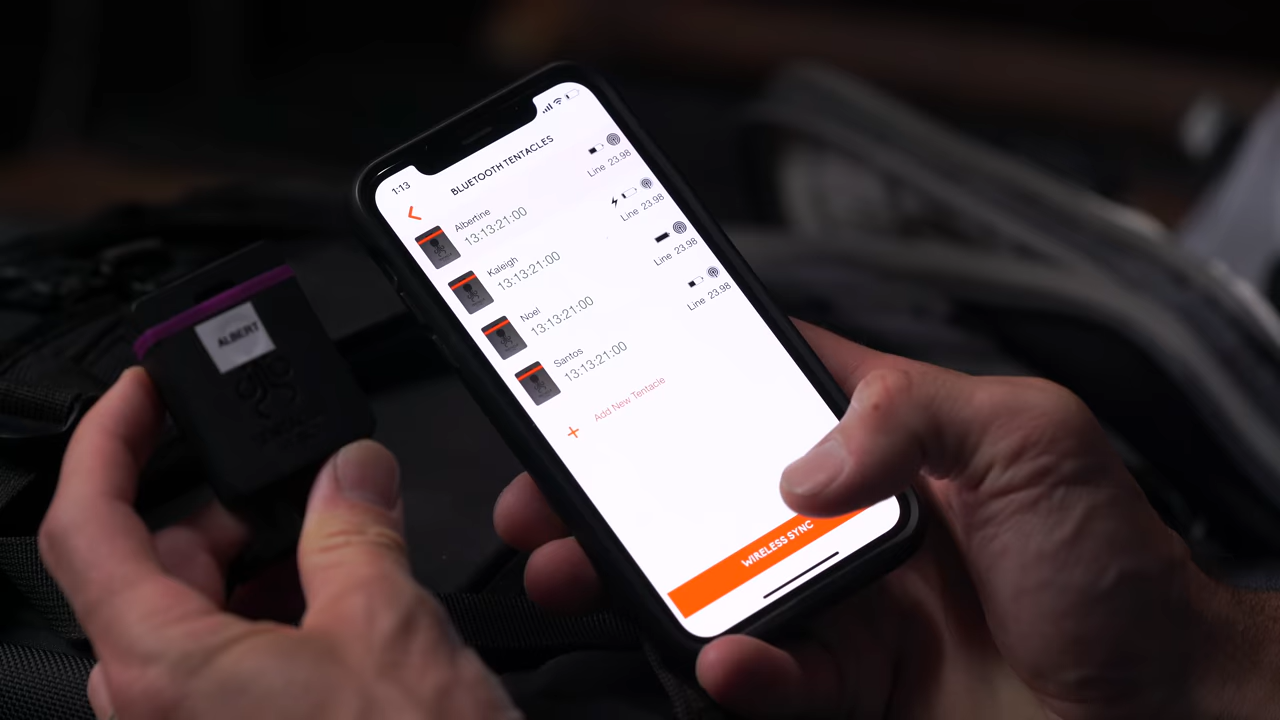 1:13
BLUETOOTH TENTACLES
Albertine
13:13:21:00
Line 23.98
Kaleigh
13:13:21:00
Line 23.98
Noel
13:13:21:00
Line 23.98
Santos
13:13:21:00
Line 23.98
+ Add New Tentacle
WIRELESS SYNC
ALBERT